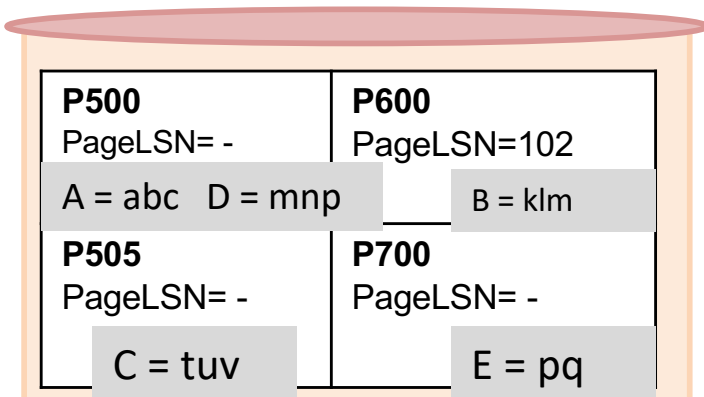 P500
PageLSN= -
A = abc D = mnp
P600
PageLSN=102
B = klm
P505
PageLSN= -
C = tuv
P700
PageLSN= -
E = pq